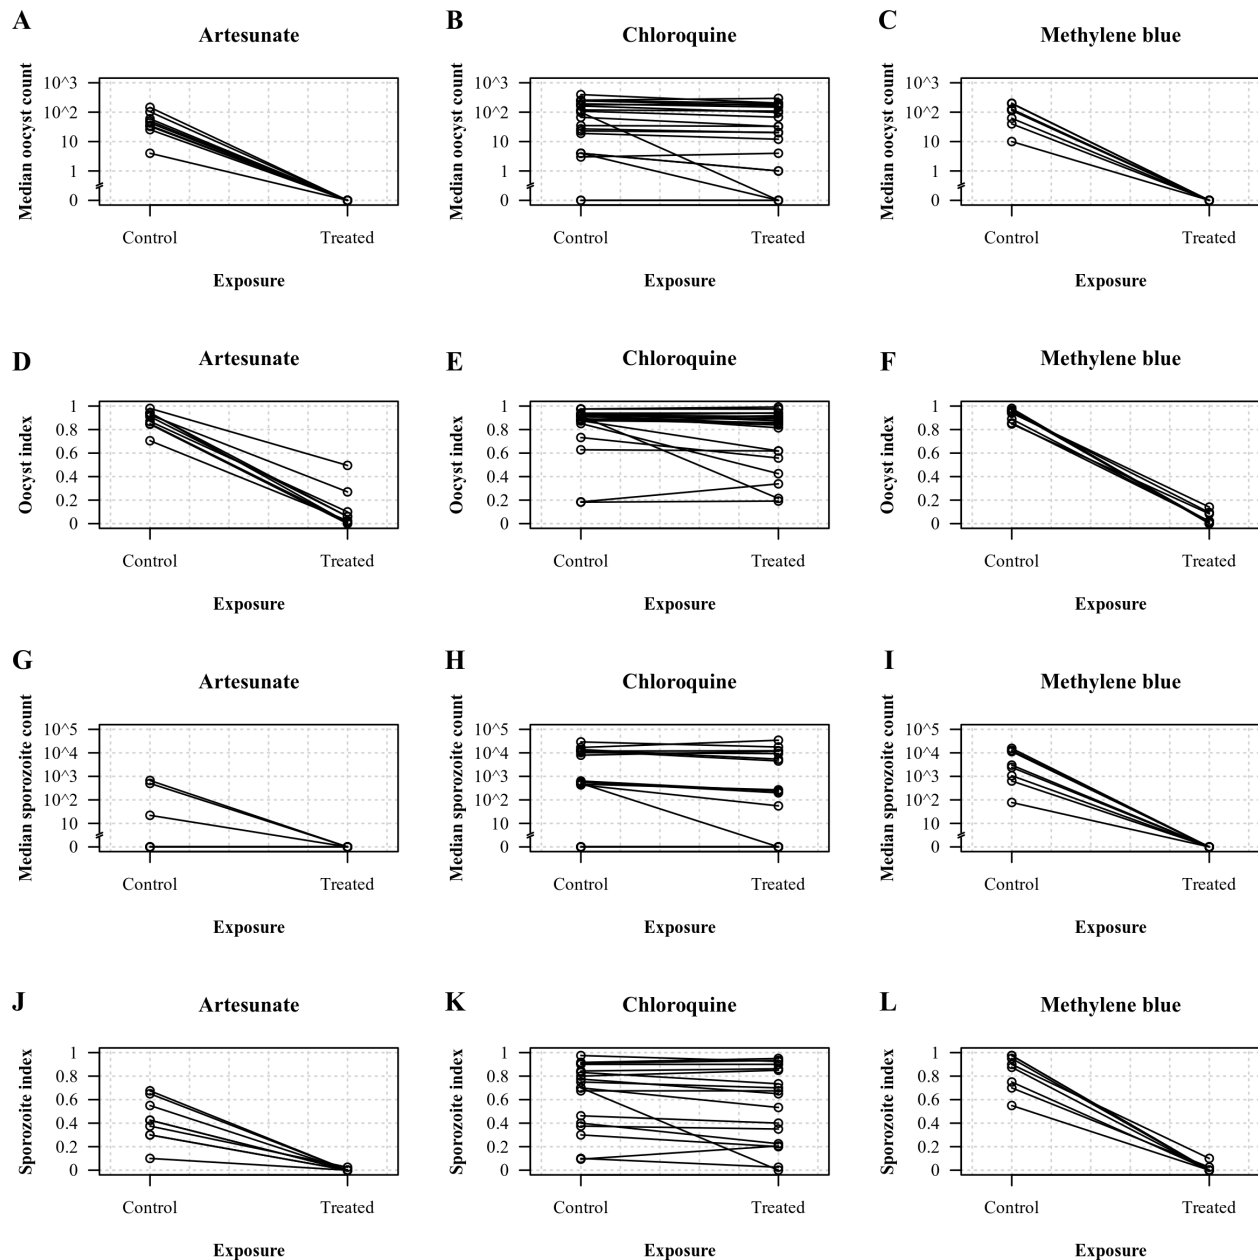 A
Artesunate
Median oocyst count
10^3
10^2
10
1
0
Control
Treated
Exposure
B
Chloroquine
Median oocyst count
10^3
10^2
10
1
0
Control
Treated
Exposure
C
Methylene blue
Median oocyst count
10^3
10^2
10
1
0
Control
Treated
Exposure
D
Artesunate
Oocyst index
1
0.8
0.6
0.4
0.2
0
Control
Treated
Exposure
E
Chloroquine
Oocyst index
1
0.8
0.6
0.4
0.2
0
Control
Treated
Exposure
F
Methylene blue
Oocyst index
1
0.8
0.6
0.4
0.2
0
Control
Treated
Exposure
G
Artesunate
Median sporozoite count
10^5
10^4
10^3
10^2
10
0
Control
Treated
Exposure
H
Chloroquine
Median sporozoite count
10^5
10^4
10^3
10^2
10
0
Control
Treated
Exposure
I
Methylene blue
Median sporozoite count
10^5
10^4
10^3
10^2
10
0
Control
Treated
Exposure
J
Artesunate
Sporozoite index
1
0.8
0.6
0.4
0.2
0
Control
Treated
Exposure
K
Chloroquine
Sporozoite index
1
0.8
0.6
0.4
0.2
0
Control
Treated
Exposure
L
Methylene blue
Sporozoite index
1
0.8
0.6
0.4
0.2
0
Control
Treated
Exposure